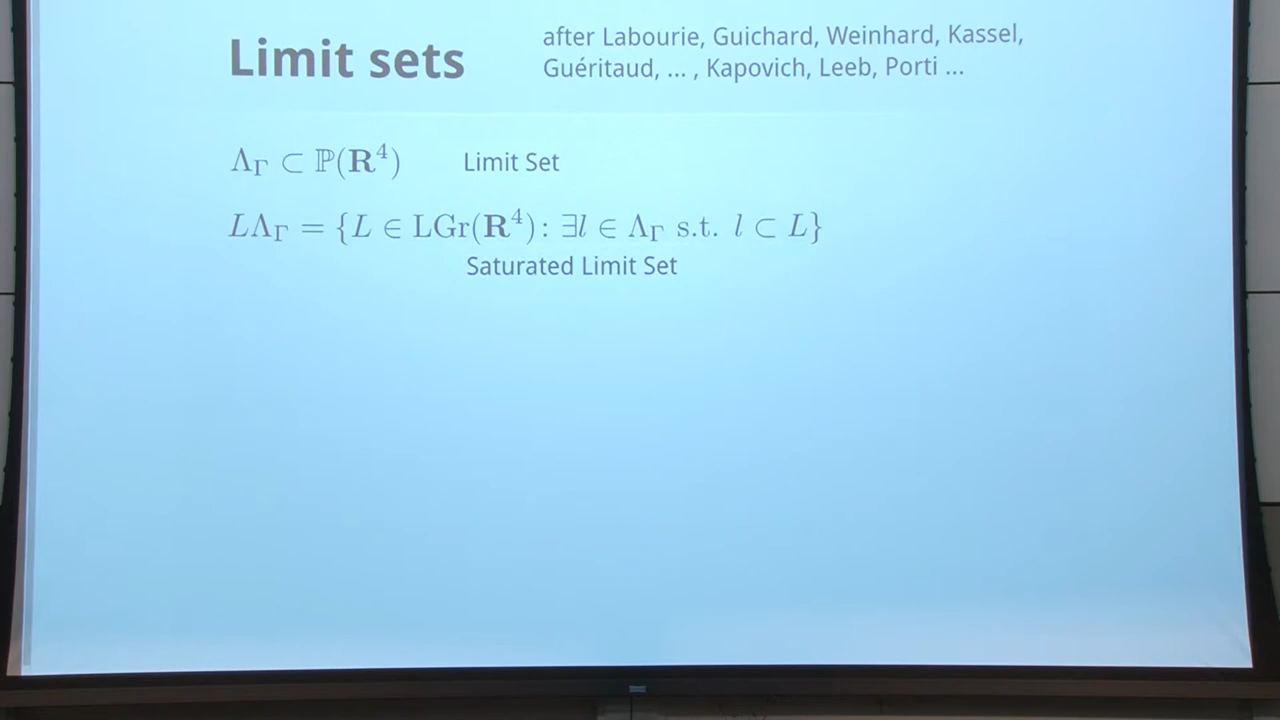 Limit sets
after Labourie, Guichard, Weinhard, Kassel,
Guéritaud, ... , Kapovich, Leeb, Porti ...
Λ_Γ ⊂ ℙ(𝐑⁴) Limit Set
LΛ_Γ = {L ∈ LGr(𝐑⁴): ∃l ∈ Λ_Γ s.t. l ⊂ L}
Saturated Limit Set